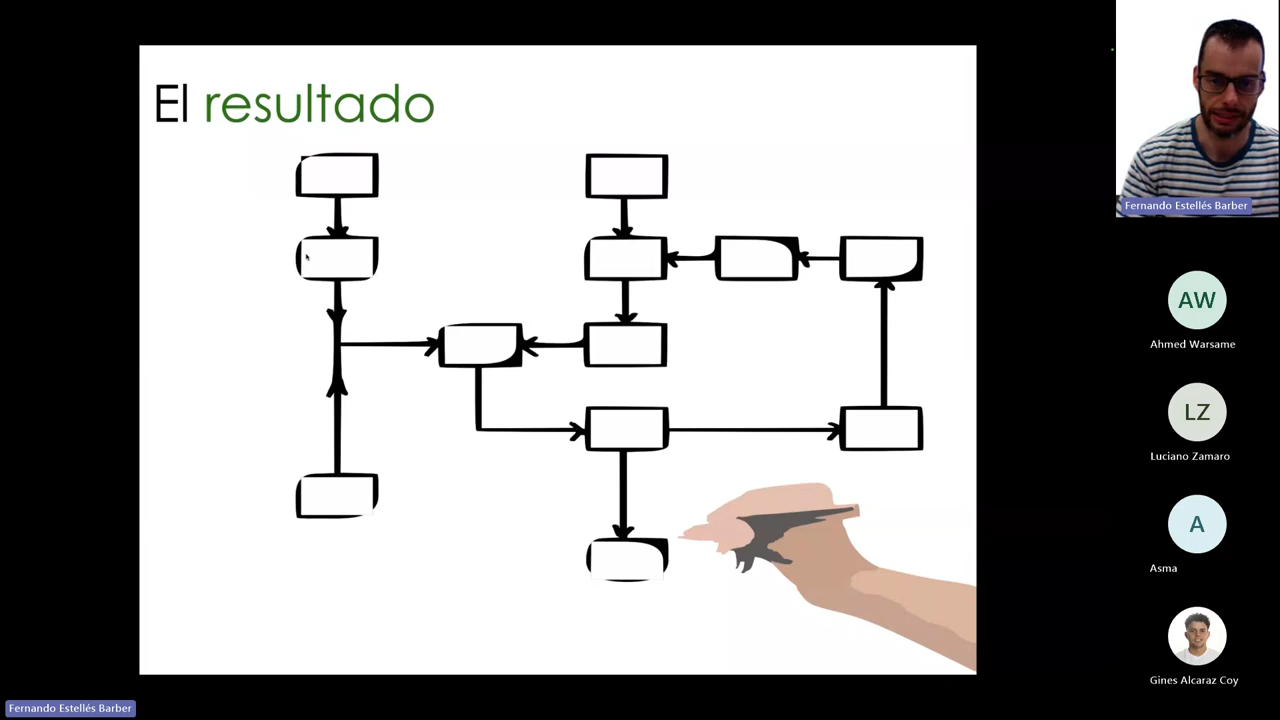 El resultado
Fernando Estellés Barber
AW
Ahmed Warsame
LZ
Luciano Zamaro
A
Asma
Gines Alcaraz Coy
Fernando Estellés Barber